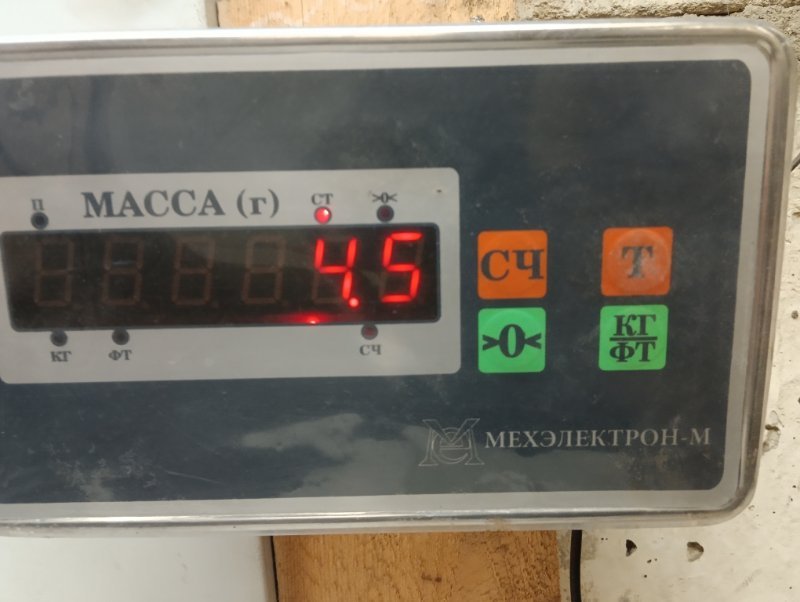 П МАССА (г) СТ >0<
4.5
КГ ФТ СЧ
СЧ Т
>0< КГ/ФТ
МЕХЭЛЕКТРОН-М